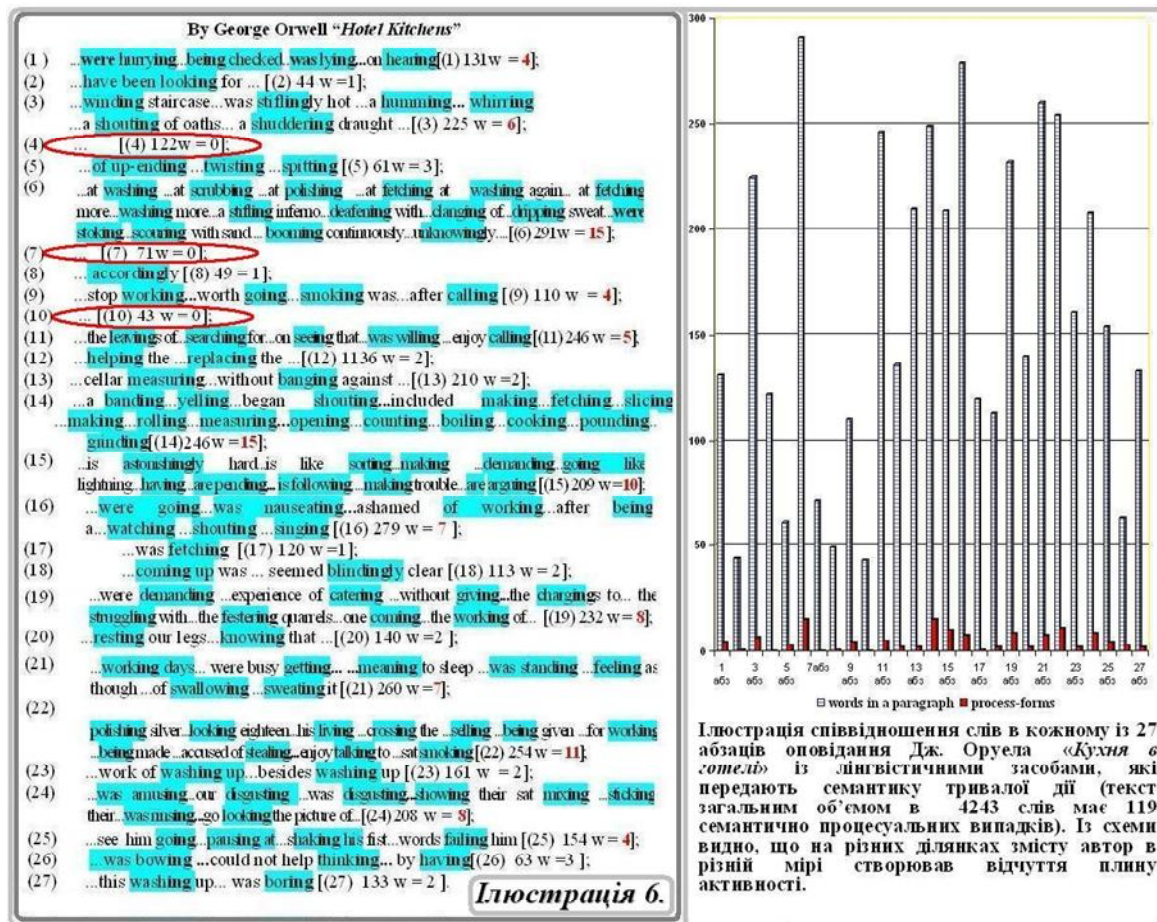 By George Orwell “Hotel Kitchens”
(1 ) ...were hurrying...being checked..was lying...on hearing[(1) 131w = 4];
(2) ...have been looking for ... [(2) 44 w =1];
(3) ...winding staircase...was stiflingly hot ...a humming... whirring
...a shouting of oaths... a shuddering draught ...[(3) 225 w = 6];
(4) ... [(4) 122w = 0];
(5) ...of up-ending ...twisting ...spitting [(5) 61w = 3];
(6) ...at washing ...at scrubbing ...at polishing ...at fetching at washing again... at fetching
more...washing more...a stifling inferno...deafening with...clanging of...dripping sweat...were
stoking...scouring with sand... booming continuously...unknowingly....[(6) 291w = 15];
(7) ... [(7) 71w = 0];
(8) ...accordingly [(8) 49 = 1];
(9) ...stop working...worth going...smoking was...after calling [(9) 110 w = 4];
(10) ... [(10) 43 w = 0];
(11) ...the leavings of...searching for...on seeing that...was willing ...enjoy calling[(11) 246 w = 5];
(12) ...helping the ...replacing the ...[(12) 1136 w = 2];
(13) ...cellar measuring...without banging against ...[(13) 210 w =2];
(14) ...a banding...yelling...began shouting...included making...fetching...slicing
...making...rolling...measuring...opening...counting...boiling...cooking...pounding...
grinding[(14)246w = 15];
(15) ...is astonishingly hard..is like sorting..making ...demanding...going like
lightning...having...are pending... is following ...making trouble...are arguing [(15) 209 w =10];
(16) ...were going...was nauseating...ashamed of working...after being
a...watching ...shouting ...singing [(16) 279 w = 7 ];
(17) ...was fetching [(17) 120 w =1];
(18) ...coming up was ... seemed blindingly clear [(18) 113 w = 2];
(19) ...were demanding ...experience of catering ...without giving...the chargings to... the
struggling with...the festering quarrels...one coming...the working of... [(19) 232 w = 8];
(20) ...resting our legs...knowing that ...[(20) 140 w =2 ];
(21) ...working days... were busy getting... ...meaning to sleep ...was standing ...feeling as
though ...of swallowing ...sweating it [(21) 260 w =7];
(22)
polishing silver...looking eighteen...his living ...crossing the ...selling ...being given ...for working
...being made ...accused of stealing...enjoy talking to ...sat smoking [(22) 254 w = 11];
(23) ...work of washing up...besides washing up [(23) 161 w = 2];
(24) ...was amusing...our disgusting ...was disgusting...showing their sat mixing ...sticking
their...was musing...go looking the picture of...[(24)208 w = 8];
(25) ...see him going...pausing at...shaking his fist...words failing him [(25) 154 w = 4];
(26) ...was bowing ...could not help thinking... by having[(26) 63 w =3 ];
(27) ...this washing up... was boring [(27) 133 w = 2 ].
Ілюстрація 6.
300
250
200
150
100
50
0
1 3 5 7абз 9 11 13 15 17 19 21 23 25 27
абз абз абз абз абз абз абз абз абз абз абз абз абз
words in a paragraph process-forms
Ілюстрація співвідношення слів в кожному із 27
абзаців оповідання Дж. Оруела «Кухня в
готелі» із лінгвістичними засобами, які
передають семантику тривалої дії (текст
загальним об’ємом в 4243 слів має 119
семантично процесуальних випадків). Із схеми
видно, що на різних ділянках змісту автор в
різній мірі створював відчуття плину
активності.